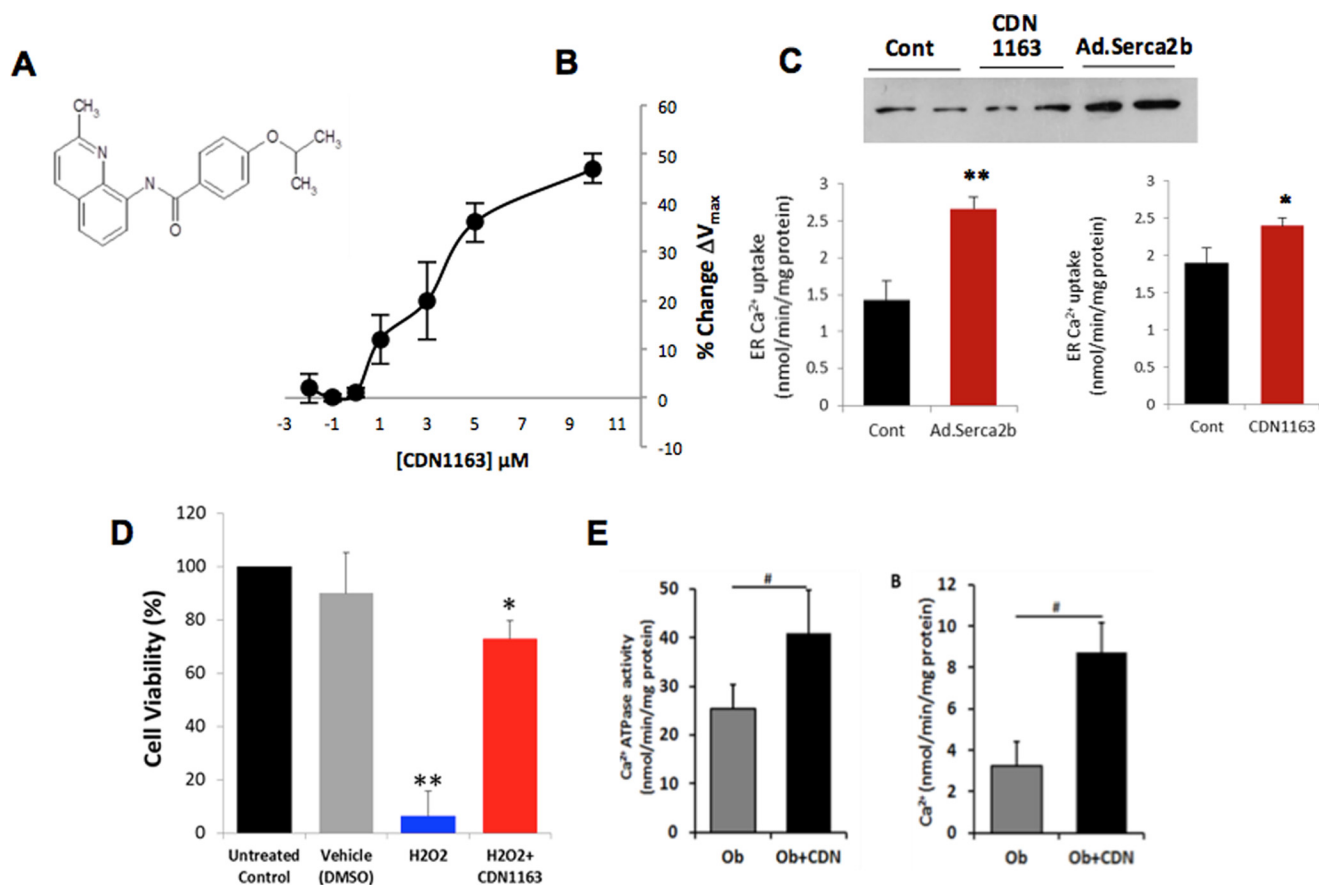 A
CH₃
N
N
H
O
O
CH₃
CH₃
B
60
50
40
30
20
10
0
-10
% Change ΔVmax
-3 -1 1 3 5 7 9 11
[CDN1163] µM
C
Cont
CDN
1163
Ad.Serca2b
ER Ca²⁺ uptake
(nmol/min/mg protein)
3
2.5
2
1.5
1
0.5
0
**
Cont Ad.Serca2b
ER Ca²⁺ uptake
(nmol/min/mg protein)
3
2.5
2
1.5
1
0.5
0
*
Cont CDN1163
D
Cell Viability (%)
120
100
80
60
40
20
0
**
*
Untreated
Control
Vehicle
(DMSO)
H2O2
H2O2+
CDN1163
E
Ca²⁺ ATPase activity
(nmol/min/mg protein)
50
40
30
20
10
0
#
Ob Ob+CDN
B
Ca²⁺ (nmol/min/mg protein)
12
10
8
6
4
2
0
#
Ob Ob+CDN